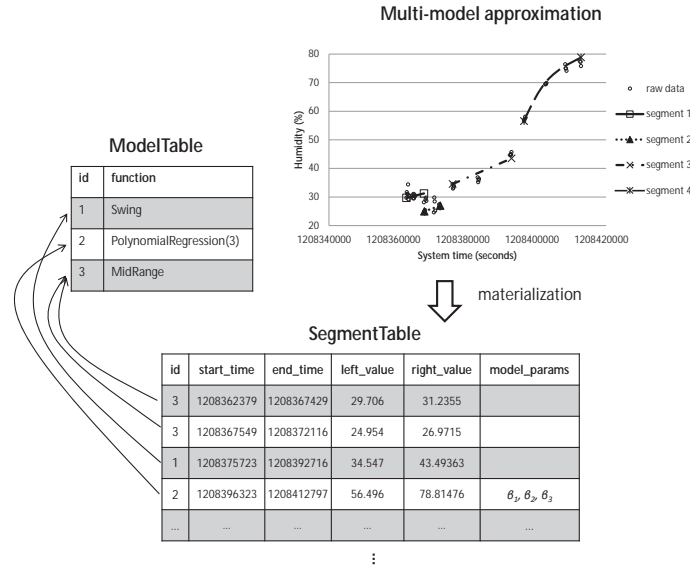 Multi-model approximation
80
70
60
50
40
30
20
Humidity (%)
1208340000 1208360000 1208380000 1208400000 1208420000
System time (seconds)
raw data
segment 1
segment 2
segment 3
segment 4
ModelTable
id function
1 Swing
2 PolynomialRegression(3)
3 MidRange
materialization
SegmentTable
id start_time end_time left_value right_value model_params
3 1208362379 1208367429 29.706 31.2355
3 1208367549 1208372116 24.954 26.9715
1 1208375723 1208392716 34.547 43.49363
2 1208396323 1208412797 56.496 78.81476 β1, β2, β3
... ... ... ... ... ...
⋮